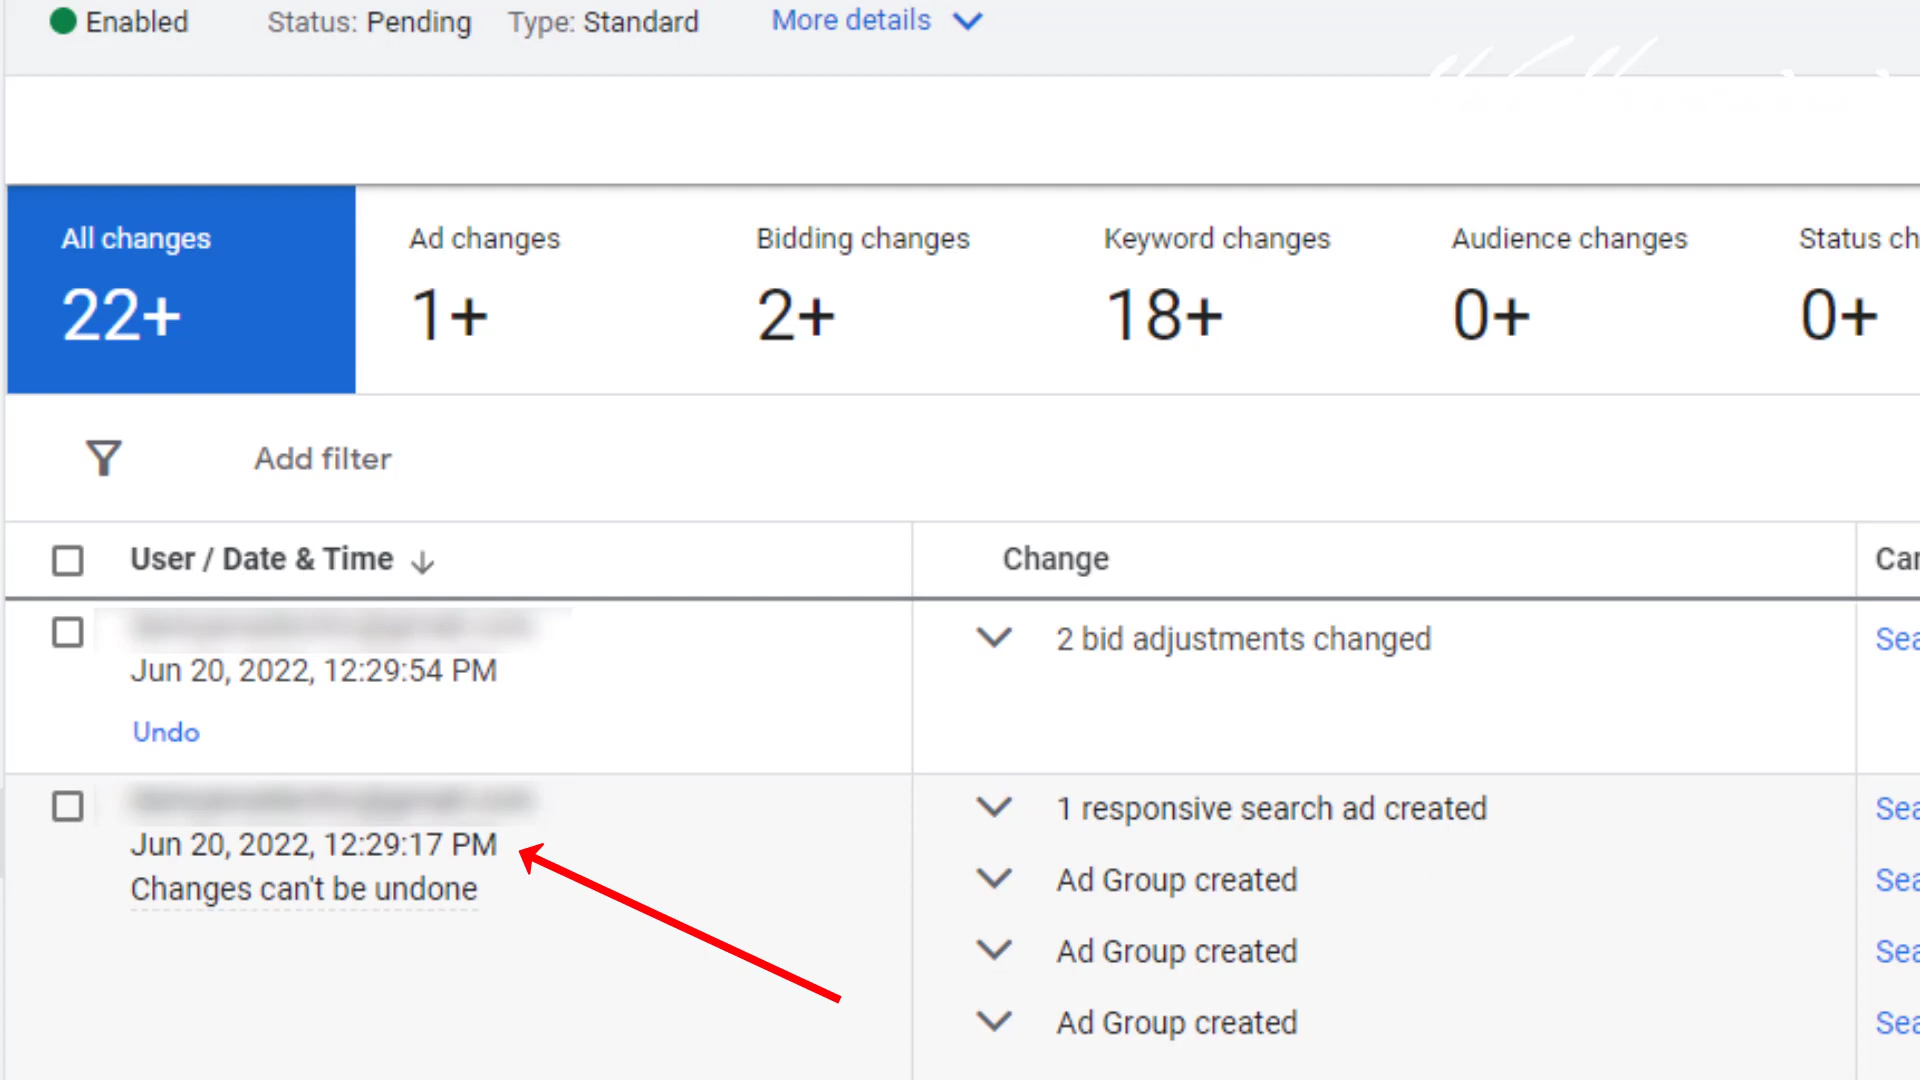 Enabled Status: Pending Type: Standard More details
All changes Ad changes Bidding changes Keyword changes Audience changes Status ch
22+ 1+ 2+ 18+ 0+ 0+
Add filter
User / Date & Time Change Car
2 bid adjustments changed Sea
Jun 20, 2022, 12:29:54 PM
Undo
1 responsive search ad created Sea
Jun 20, 2022, 12:29:17 PM
Changes can't be undone
Ad Group created Sea
Ad Group created Sea
Ad Group created Sea